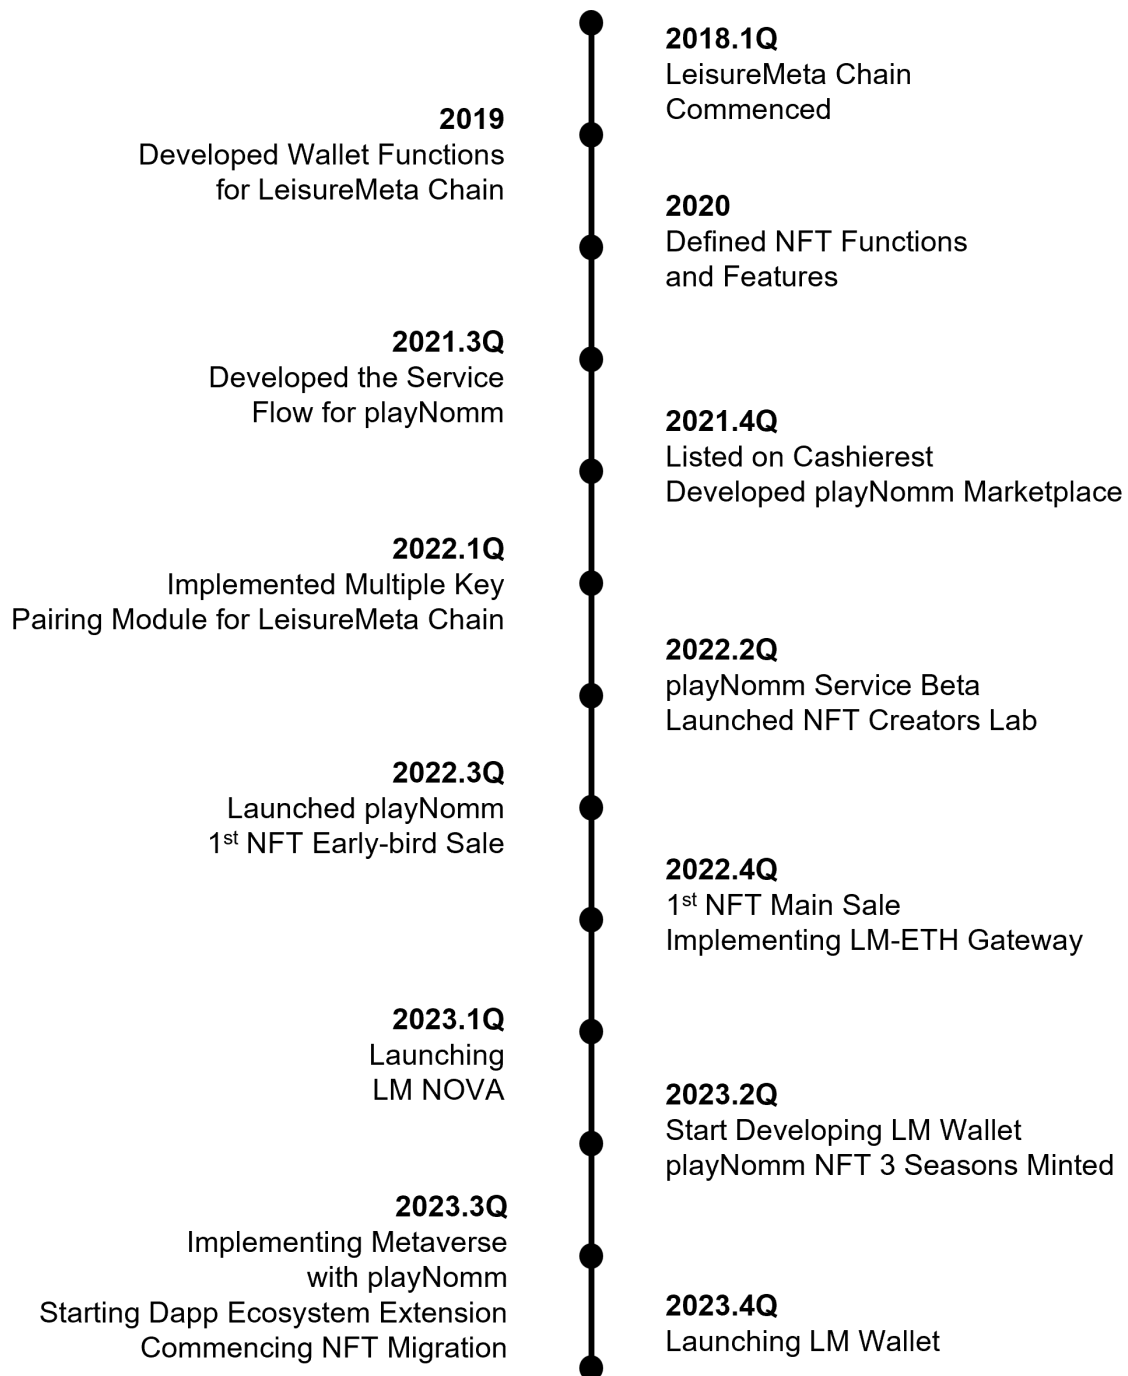 2018.1Q
LeisureMeta Chain
Commenced
2019
Developed Wallet Functions
for LeisureMeta Chain
2020
Defined NFT Functions
and Features
2021.3Q
Developed the Service
Flow for playNomm
2021.4Q
Listed on Cashierest
Developed playNomm Marketplace
2022.1Q
Implemented Multiple Key
Pairing Module for LeisureMeta Chain
2022.2Q
playNomm Service Beta
Launched NFT Creators Lab
2022.3Q
Launched playNomm
1st NFT Early-bird Sale
2022.4Q
1st NFT Main Sale
Implementing LM-ETH Gateway
2023.1Q
Launching
LM NOVA
2023.2Q
Start Developing LM Wallet
playNomm NFT 3 Seasons Minted
2023.3Q
Implementing Metaverse
with playNomm
Starting Dapp Ecosystem Extension
Commencing NFT Migration
2023.4Q
Launching LM Wallet